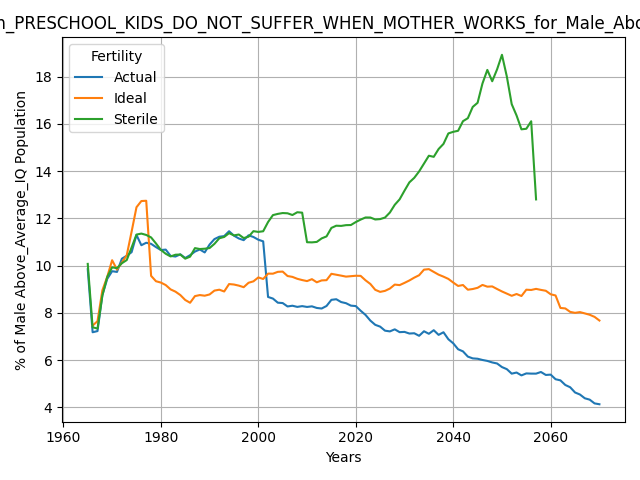 PRESCHOOL_KIDS_DO_NOT_SUFFER_WHEN_MOTHER_WORKS_for_Male_Abo
Fertility
Actual
Ideal
Sterile
% of Male Above_Average_IQ Population
18
16
14
12
10
8
6
4
1960 1980 2000 2020 2040 2060
Years